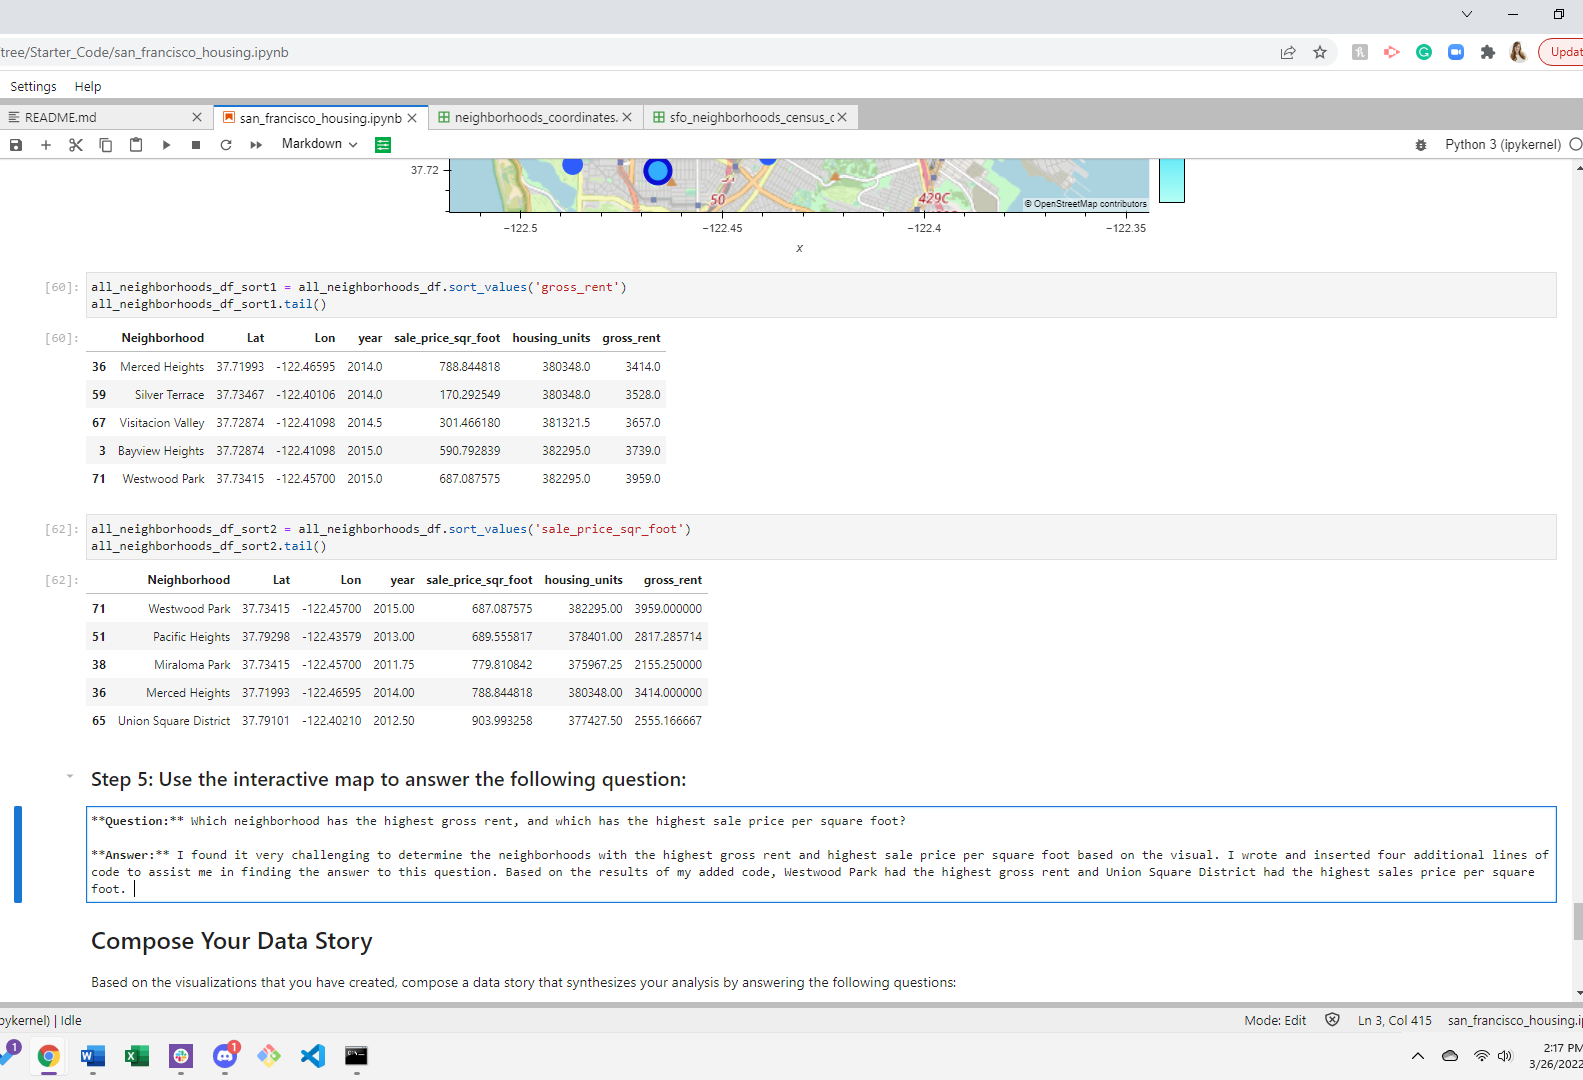 tree/Starter_Code/san_francisco_housing.ipynb
Updat
Settings Help
README.md
san_francisco_housing.ipynb
neighborhoods_coordinates.
sfo_neighborhoods_census_c
Markdown
Python 3 (ipykernel)
37.72
50
429C
© OpenStreetMap contributors
−122.5 −122.45 −122.4 −122.35
x
[60]: all_neighborhoods_df_sort1 = all_neighborhoods_df.sort_values('gross_rent')
all_neighborhoods_df_sort1.tail()
[60]: Neighborhood Lat Lon year sale_price_sqr_foot housing_units gross_rent
36 Merced Heights 37.71993 -122.46595 2014.0 788.844818 380348.0 3414.0
59 Silver Terrace 37.73467 -122.40106 2014.0 170.292549 380348.0 3528.0
67 Visitacion Valley 37.72874 -122.41098 2014.5 301.466180 381321.5 3657.0
3 Bayview Heights 37.72874 -122.41098 2015.0 590.792839 382295.0 3739.0
71 Westwood Park 37.73415 -122.45700 2015.0 687.087575 382295.0 3959.0
[62]: all_neighborhoods_df_sort2 = all_neighborhoods_df.sort_values('sale_price_sqr_foot')
all_neighborhoods_df_sort2.tail()
[62]: Neighborhood Lat Lon year sale_price_sqr_foot housing_units gross_rent
71 Westwood Park 37.73415 -122.45700 2015.00 687.087575 382295.00 3959.000000
51 Pacific Heights 37.79298 -122.43579 2013.00 689.555817 378401.00 2817.285714
38 Miraloma Park 37.73415 -122.45700 2011.75 779.810842 375967.25 2155.250000
36 Merced Heights 37.71993 -122.46595 2014.00 788.844818 380348.00 3414.000000
65 Union Square District 37.79101 -122.40210 2012.50 903.993258 377427.50 2555.166667
Step 5: Use the interactive map to answer the following question:
**Question:** Which neighborhood has the highest gross rent, and which has the highest sale price per square foot?
**Answer:** I found it very challenging to determine the neighborhoods with the highest gross rent and highest sale price per square foot based on the visual. I wrote and inserted four additional lines of
code to assist me in finding the answer to this question. Based on the results of my added code, Westwood Park had the highest gross rent and Union Square District had the highest sales price per square
foot.
Compose Your Data Story
Based on the visualizations that you have created, compose a data story that synthesizes your analysis by answering the following questions:
pykernel) | Idle
Mode: Edit
Ln 3, Col 415
san_francisco_housing.ip
1
1
2:17 PM
3/26/2022